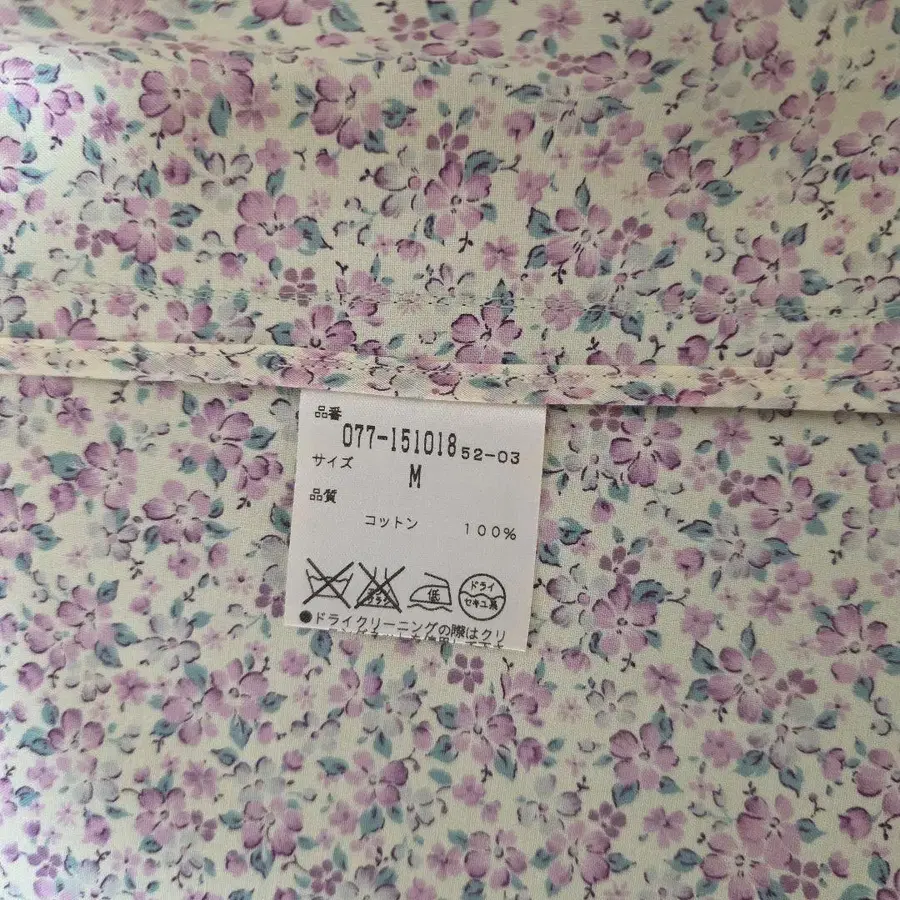 品番
077-151018 52-03
サイズ
M
品質
コットン 100%
低
ドライ
セキユ系
●ドライクリーニングの際はクリ